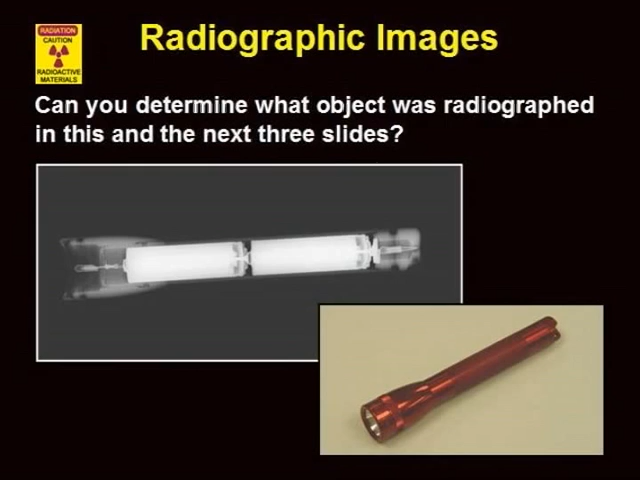 RADIATION
CAUTION
RADIOACTIVE
MATERIALS
Radiographic Images
Can you determine what object was radiographed
in this and the next three slides?